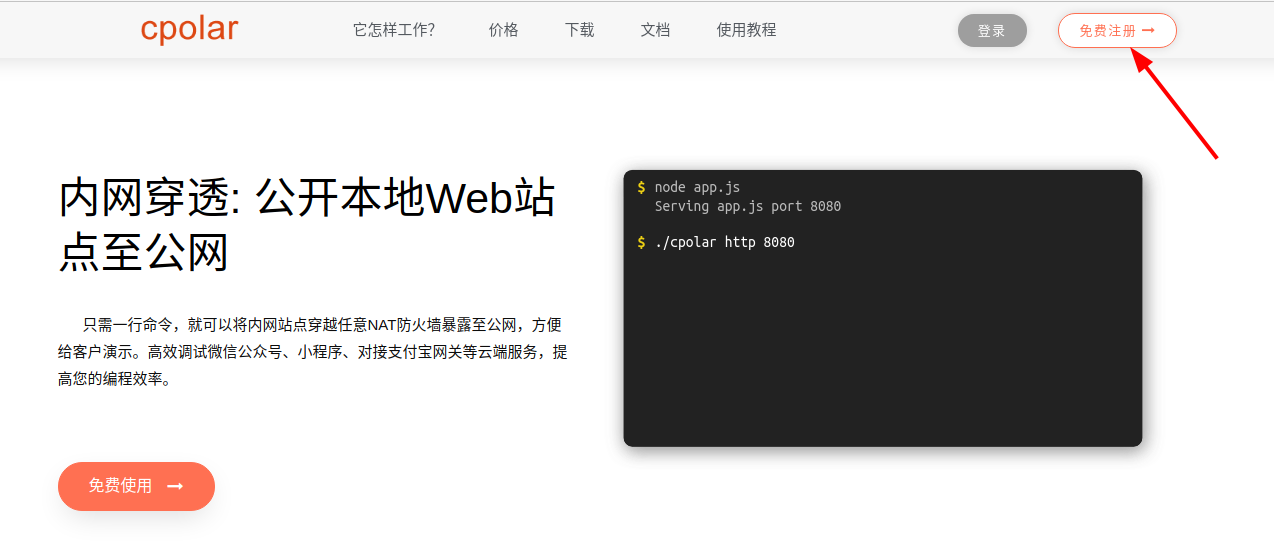 cpolar 它怎样工作? 价格 下载 文档 使用教程 登录 免费注册 →
内网穿透: 公开本地Web站
点至公网
只需一行命令，就可以将内网站点穿越任意NAT防火墙暴露至公网，方便
给客户演示。高效调试微信公众号、小程序、对接支付宝网关等云端服务，提
高您的编程效率。
免费使用 →
$ node app.js
Serving app.js port 8080
$ ./cpolar http 8080